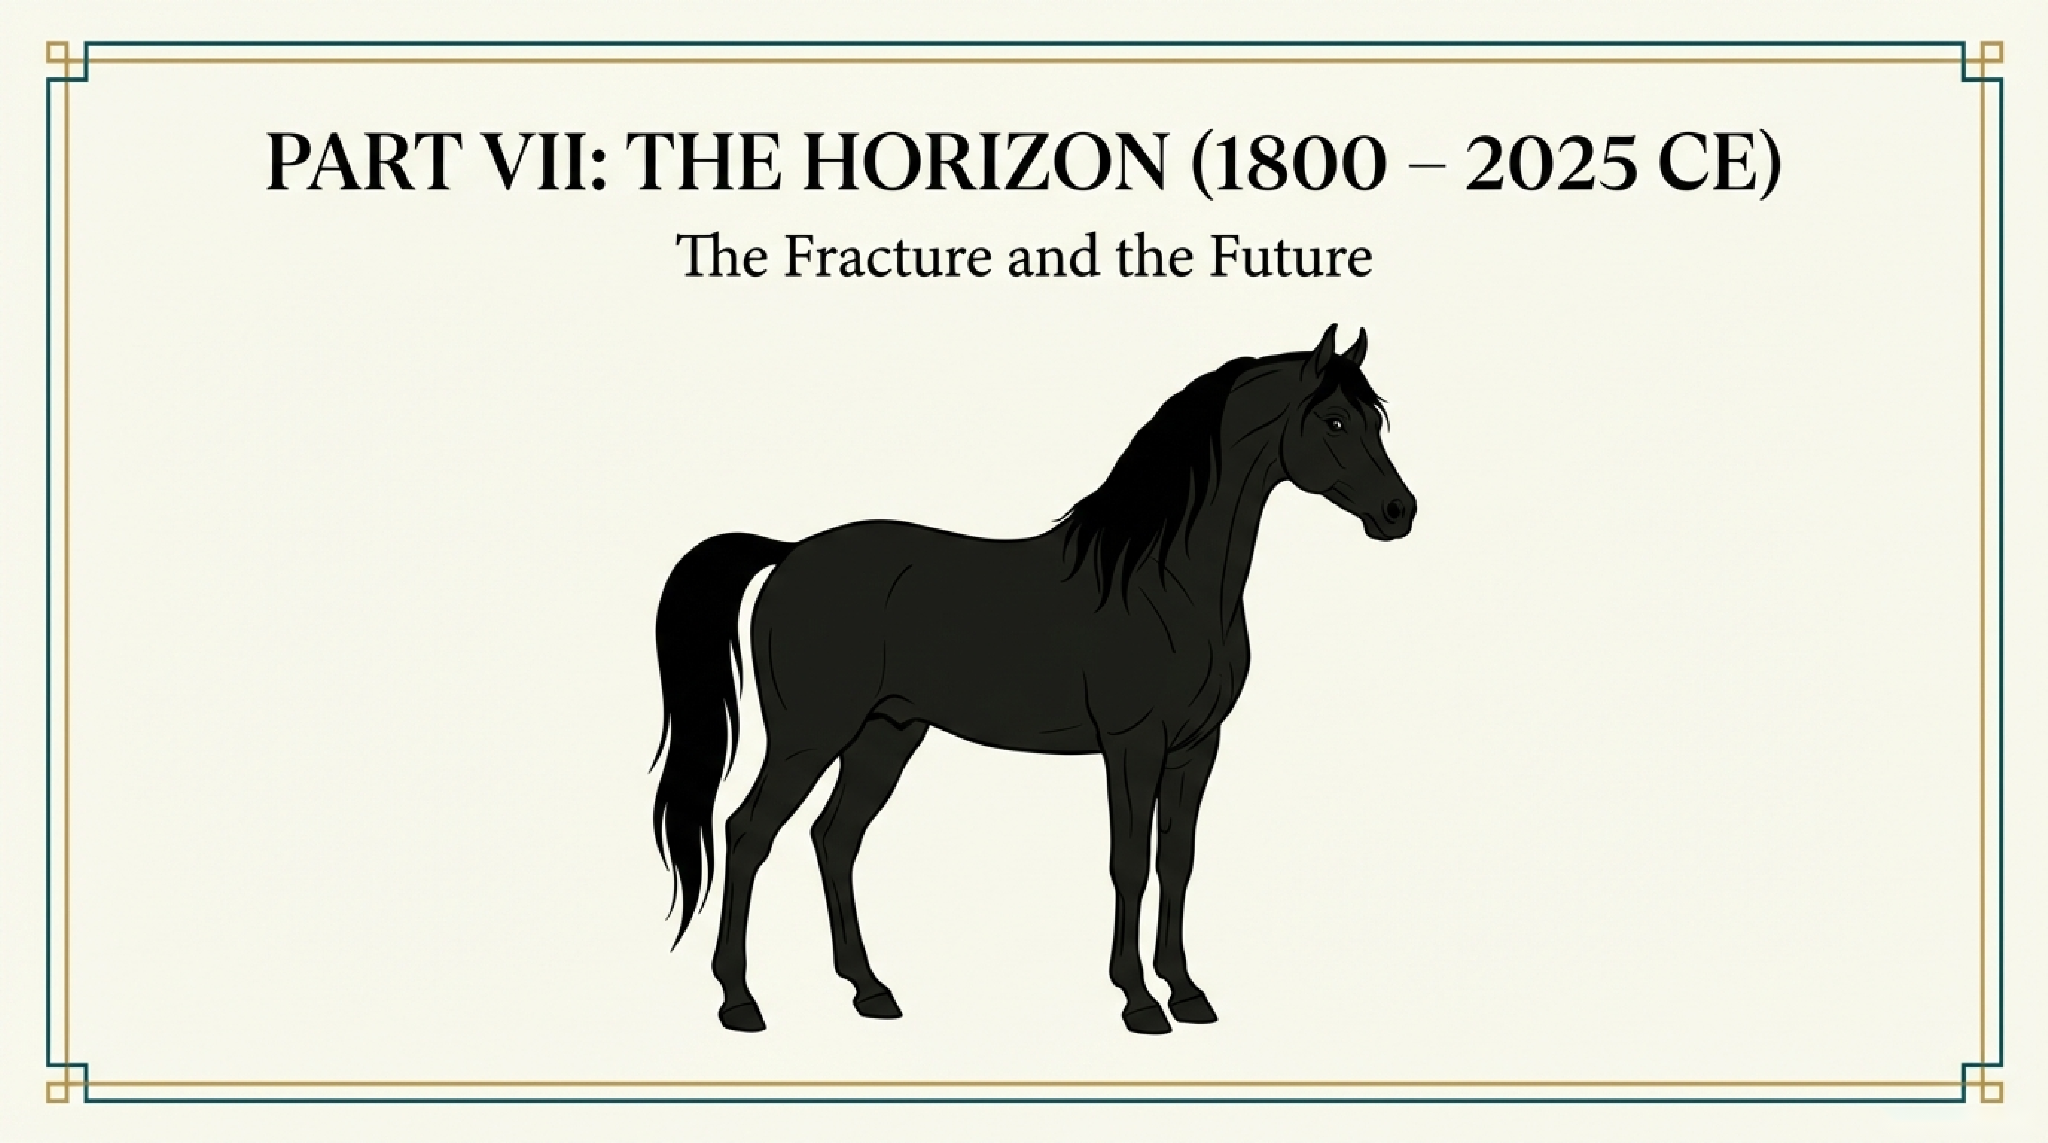 PART VII: THE HORIZON (1800 – 2025 CE)
The Fracture and the Future